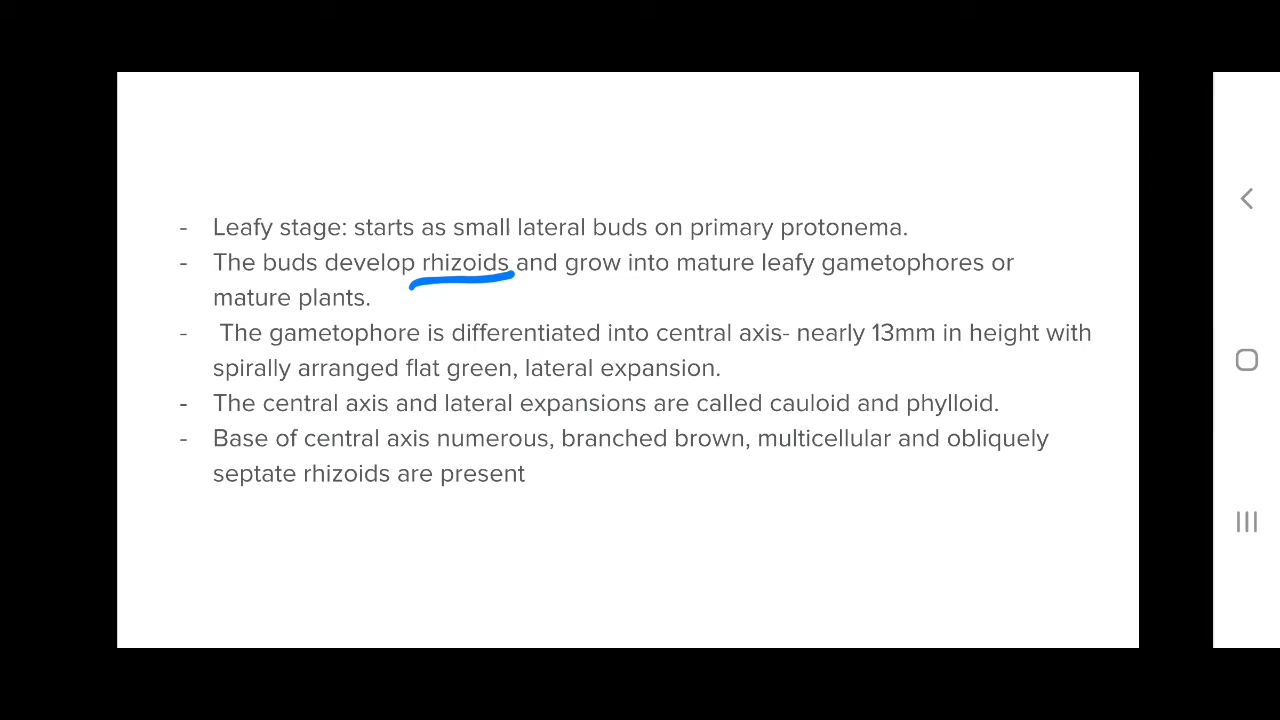 - Leafy stage: starts as small lateral buds on primary protonema.
- The buds develop rhizoids and grow into mature leafy gametophores or
mature plants.
- The gametophore is differentiated into central axis- nearly 13mm in height with
spirally arranged flat green, lateral expansion.
- The central axis and lateral expansions are called cauloid and phylloid.
- Base of central axis numerous, branched brown, multicellular and obliquely
septate rhizoids are present